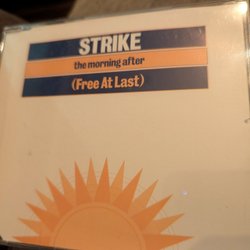 STRIKE
the morning after
(Free At Last)